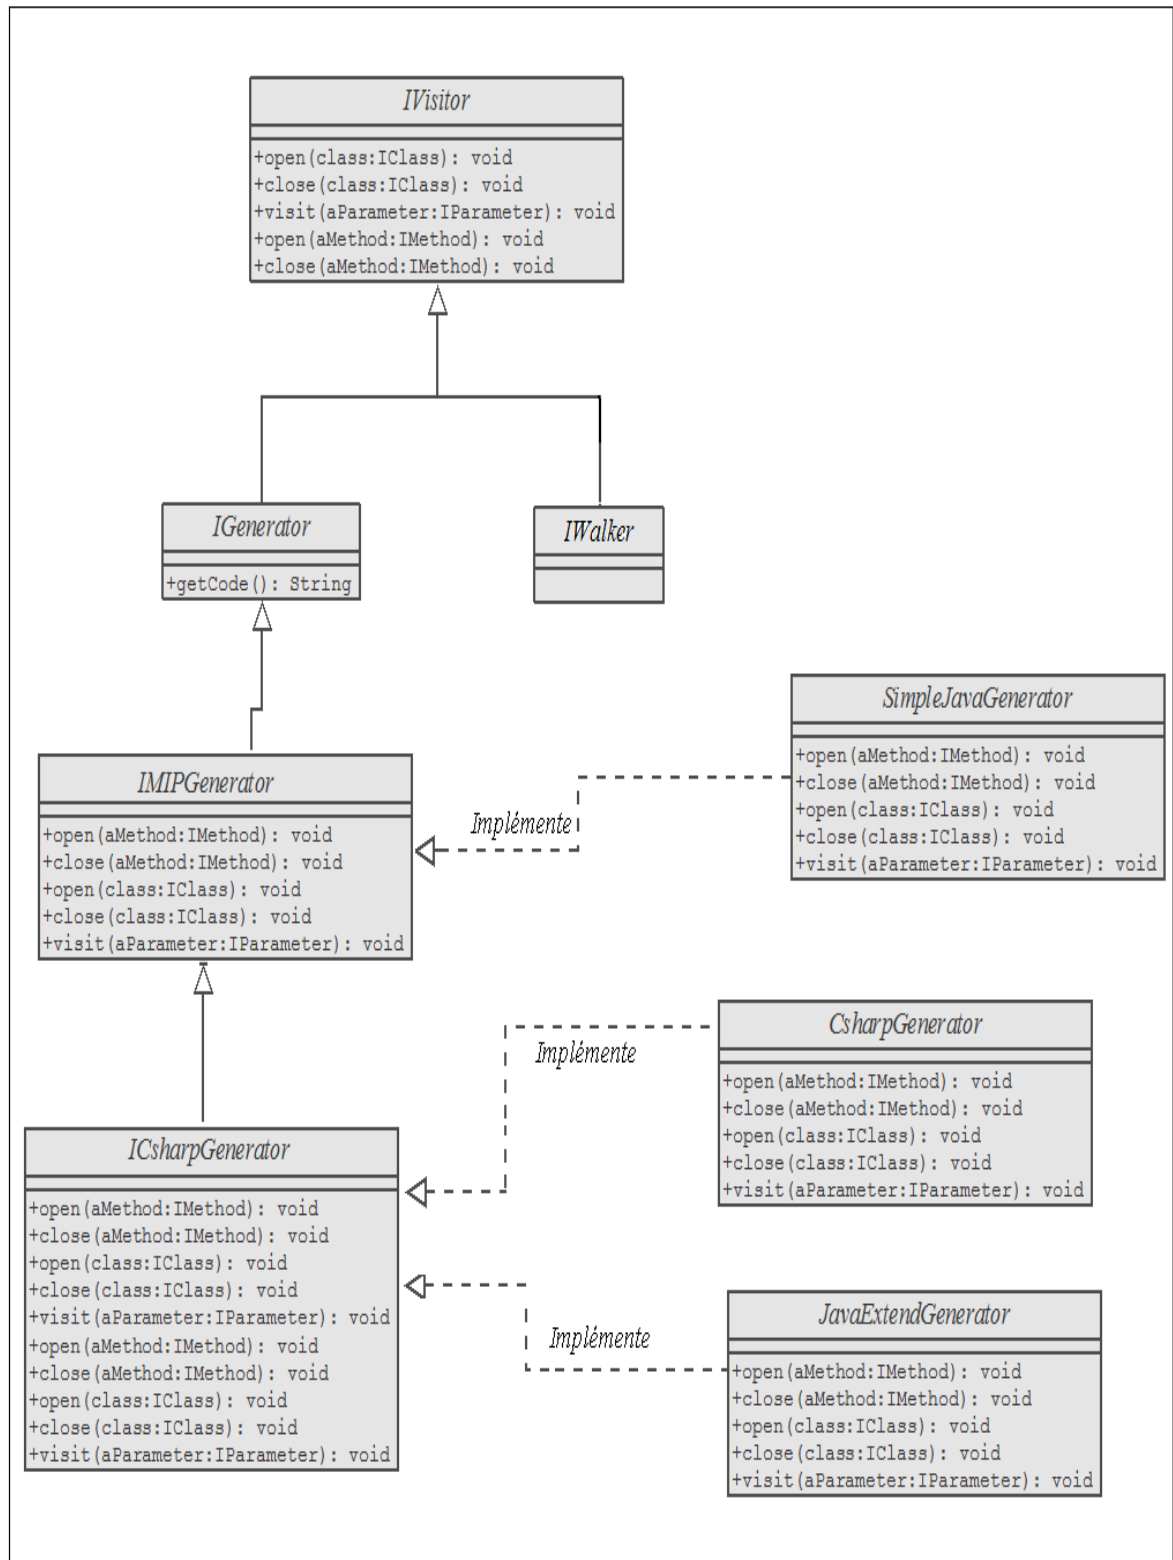 IVisitor
+open(class:IClass): void
+close(class:IClass): void
+visit(aParameter:IParameter): void
+open(aMethod:IMethod): void
+close(aMethod:IMethod): void
IGenerator
+getCode(): String
IWalker
SimpleJavaGenerator
+open(aMethod:IMethod): void
+close(aMethod:IMethod): void
+open(class:IClass): void
+close(class:IClass): void
+visit(aParameter:IParameter): void
IMIPGenerator
+open(aMethod:IMethod): void
+close(aMethod:IMethod): void
+open(class:IClass): void
+close(class:IClass): void
+visit(aParameter:IParameter): void
Implémente
CsharpGenerator
+open(aMethod:IMethod): void
+close(aMethod:IMethod): void
+open(class:IClass): void
+close(class:IClass): void
+visit(aParameter:IParameter): void
Implémente
ICsharpGenerator
+open(aMethod:IMethod): void
+close(aMethod:IMethod): void
+open(class:IClass): void
+close(class:IClass): void
+visit(aParameter:IParameter): void
+open(aMethod:IMethod): void
+close(aMethod:IMethod): void
+open(class:IClass): void
+close(class:IClass): void
+visit(aParameter:IParameter): void
Implémente
JavaExtendGenerator
+open(aMethod:IMethod): void
+close(aMethod:IMethod): void
+open(class:IClass): void
+close(class:IClass): void
+visit(aParameter:IParameter): void